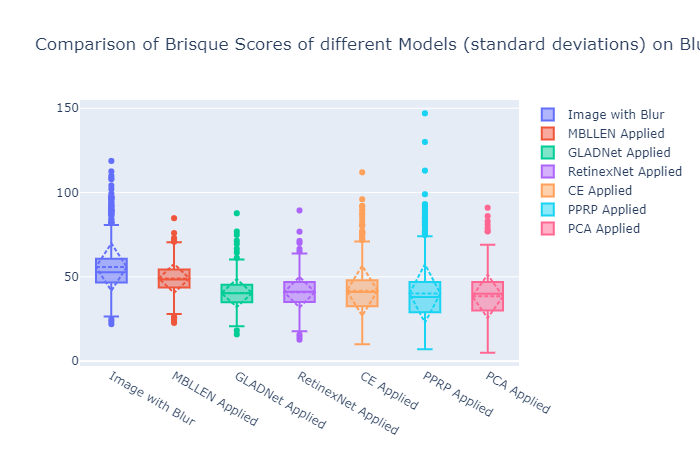 Comparison of Brisque Scores of different Models (standard deviations) on
150
100
50
0
Image with Blur
MBLLEN Applied
GLADNet Applied
RetinexNet Applied
CE Applied
PPRP Applied
PCA Applied
Image with Blur
MBLLEN Applied
GLADNet Applied
RetinexNet Applied
CE Applied
PPRP Applied
PCA Applied